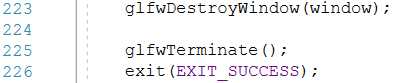 223 glfwDestroyWindow(window);
224
225 glfwTerminate();
226 exit(EXIT_SUCCESS);